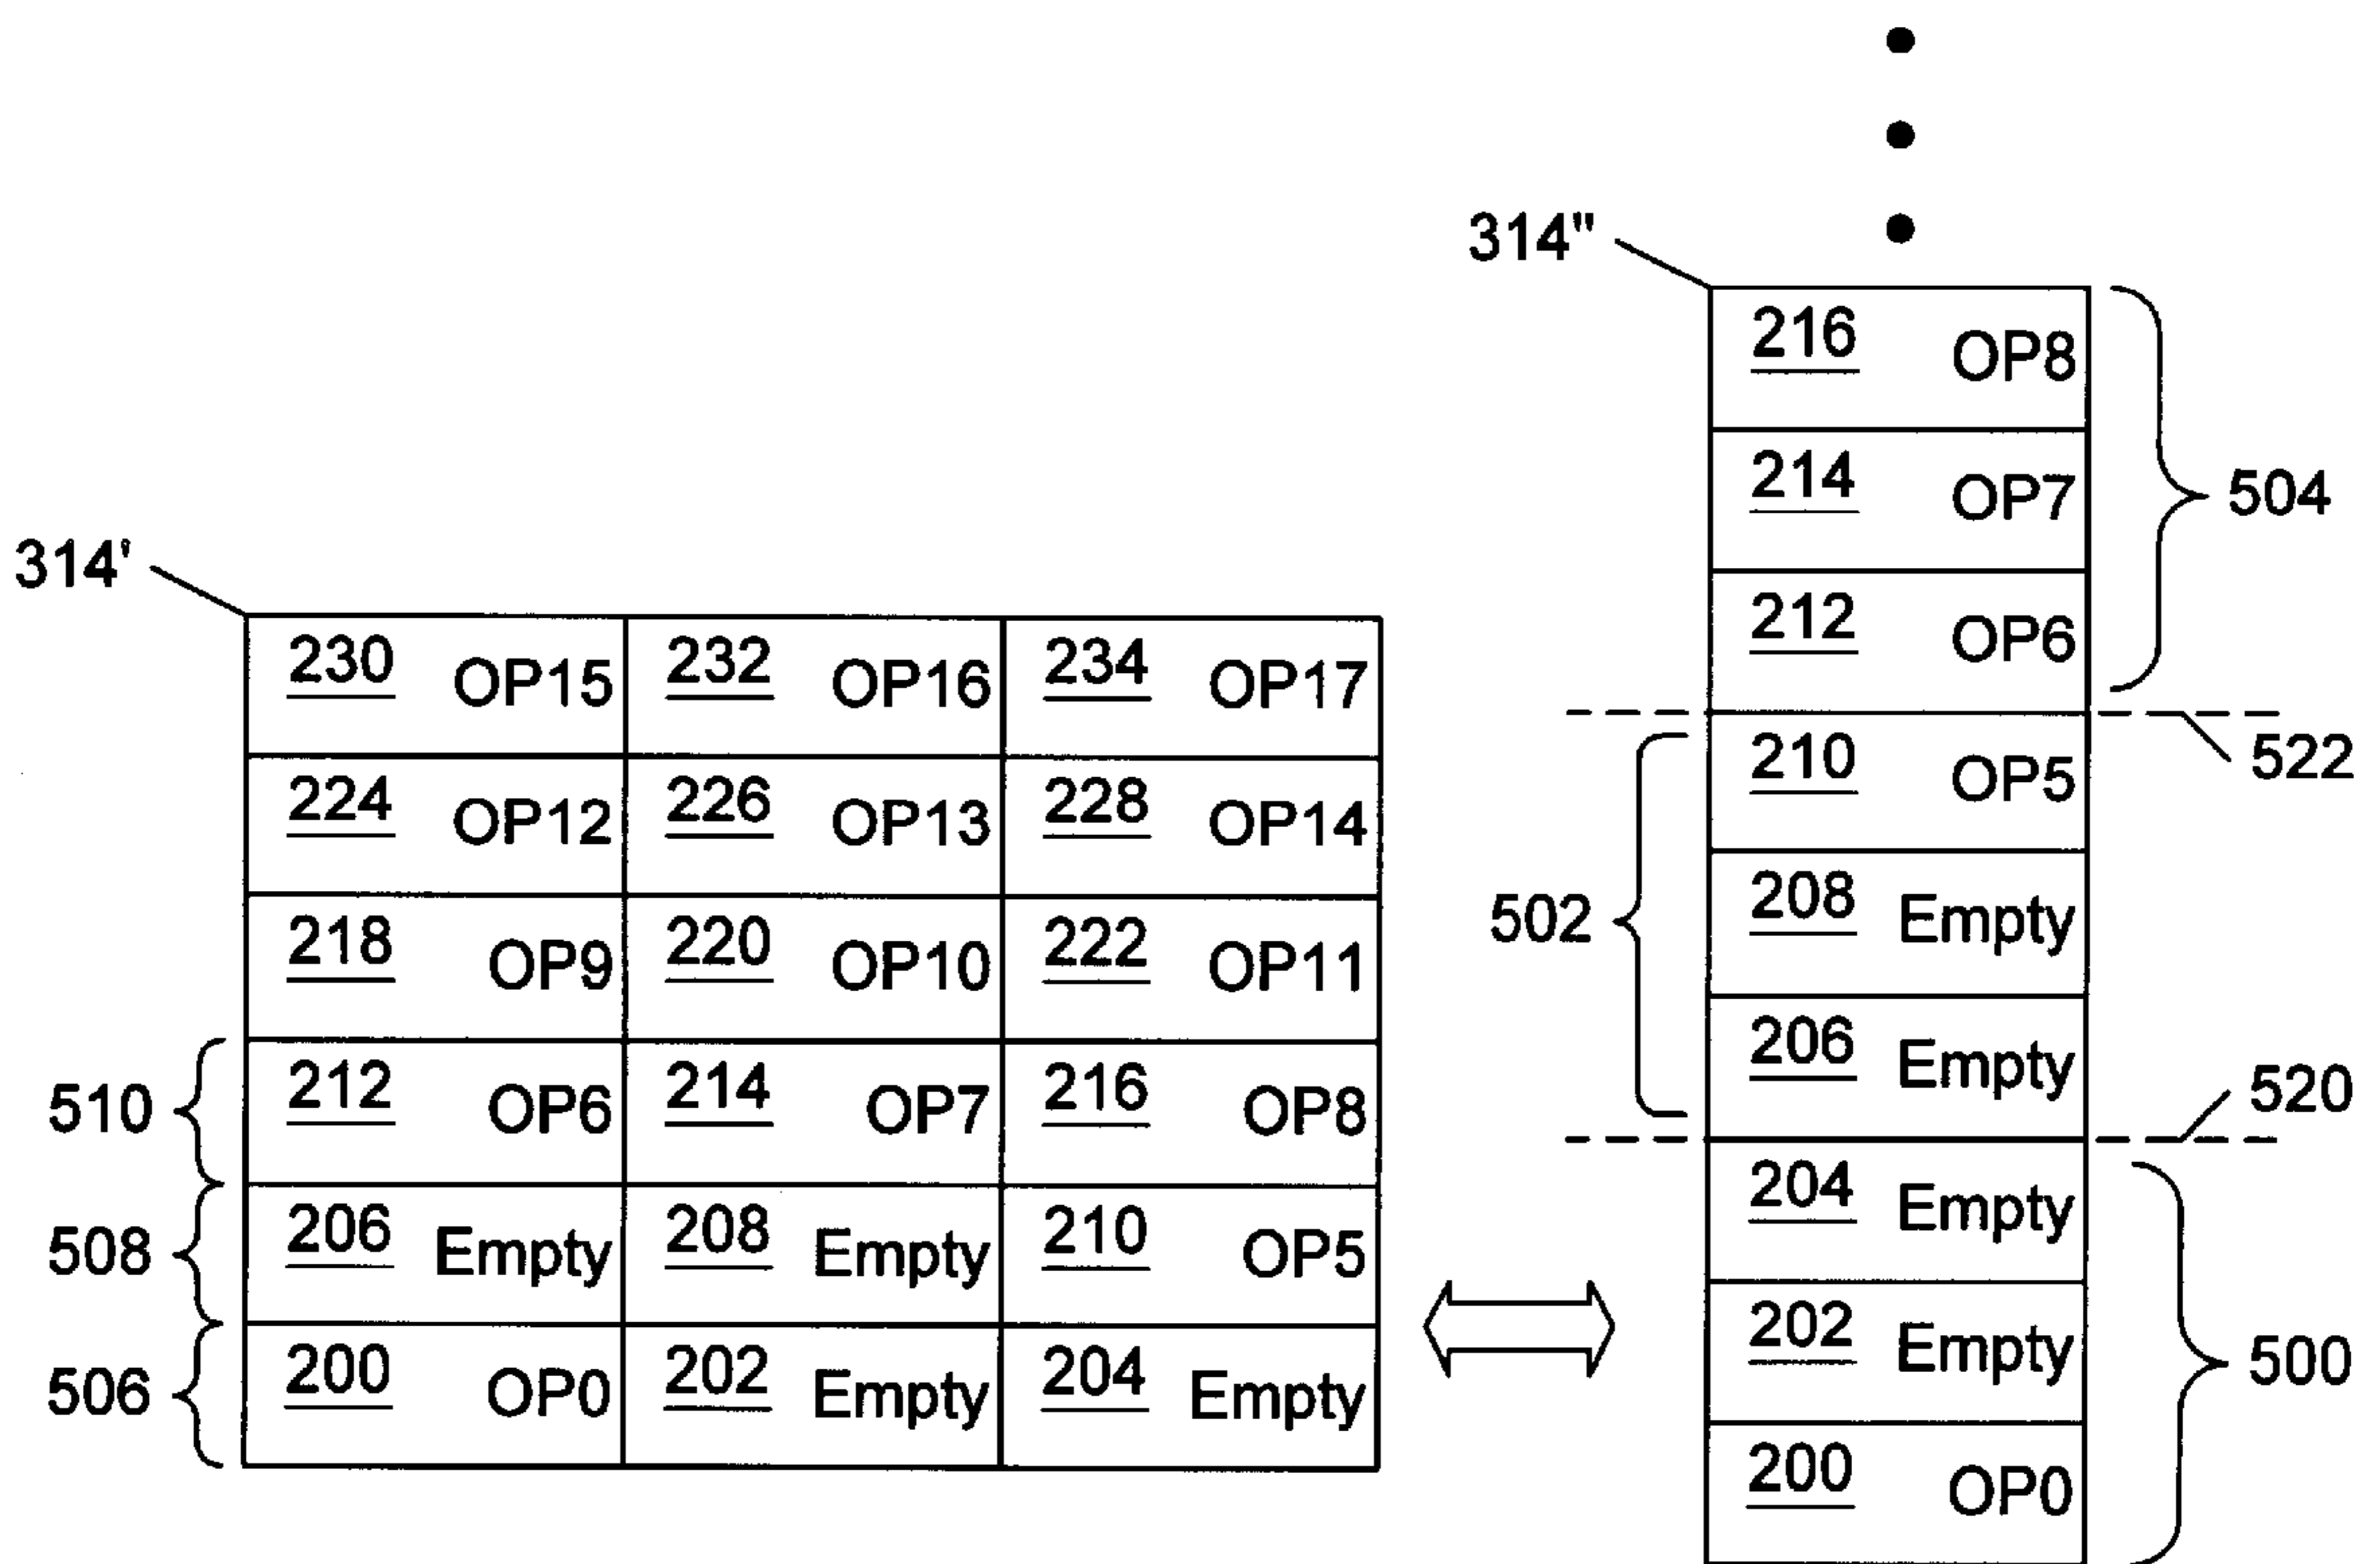 314'
230 OP15 232 OP16 234 OP17
224 OP12 226 OP13 228 OP14
218 OP9 220 OP10 222 OP11
510 212 OP6 214 OP7 216 OP8
508 206 Empty 208 Empty 210 OP5
506 200 OP0 202 Empty 204 Empty
314"
216 OP8
214 OP7
504
212 OP6
522
210 OP5
502
208 Empty
206 Empty
520
204 Empty
202 Empty
500
200 OP0